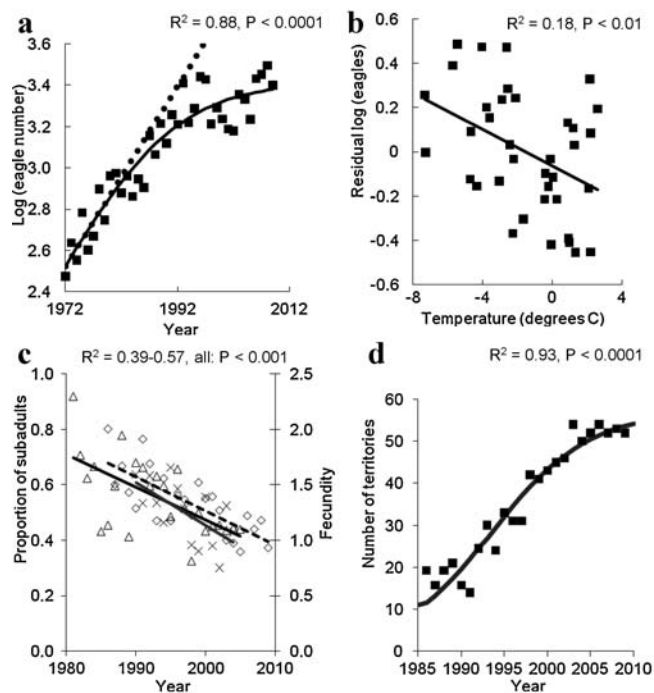 a
R² = 0.88, P < 0.0001
3.6
3.4
3.2
3.0
2.8
2.6
2.4
Log (eagle number)
1972
1992
2012
Year
b
R² = 0.18, P < 0.01
0.6
0.4
0.2
0
-0.2
-0.4
-0.6
Residual log (eagles)
-8
-4
0
4
Temperature (degrees C)
c
R² = 0.39-0.57, all: P < 0.001
1.0
0.8
0.6
0.4
0.2
0.0
Proportion of subadults
2.5
2.0
1.5
1.0
0.5
0.0
Fecundity
1980
1990
2000
2010
Year
d
R² = 0.93, P < 0.0001
60
50
40
30
20
10
0
Number of territories
1985
1990
1995
2000
2005
2010
Year